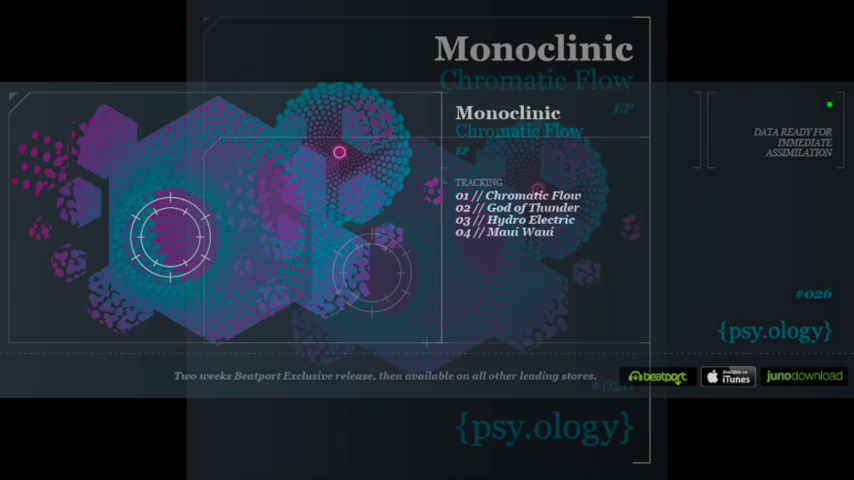 Monoclinic
Chromatic Flow
EP
Monoclinic
Chromatic Flow
EP
DATA READY FOR
IMMEDIATE
ASSIMILATION
TRACKING
01 // Chromatic Flow
02 // God of Thunder
03 // Hydro Electric
04 // Maui Waui
#026
{psy.ology}
Two weeks Beatport Exclusive release, then available on all other leading stores.
beatport
Available on
iTunes
junodownload
#026
{psy.ology}